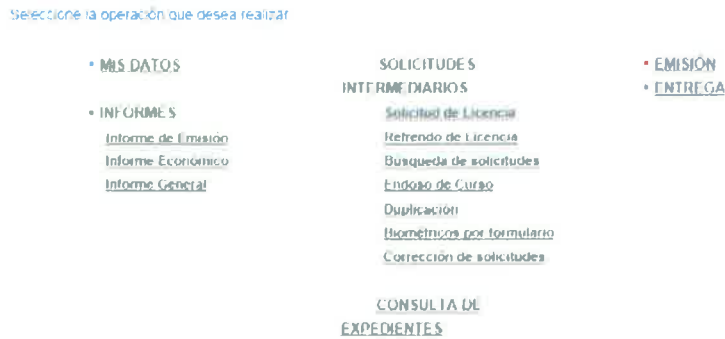 Seleccione la operación que desea realizar
• MIS DATOS
• INFORMES
Informe de Emisión
Informe Económico
Informe General
SOLICITUDES
INTERMEDIARIOS
Solicitud de Licencia
Refrendo de Licencia
Busqueda de solicitudes
Endoso de Curso
Duplicación
Biométricos por formulario
Corrección de solicitudes
CONSULTA DE
EXPEDIENTES
• EMISIÓN
• ENTREGA